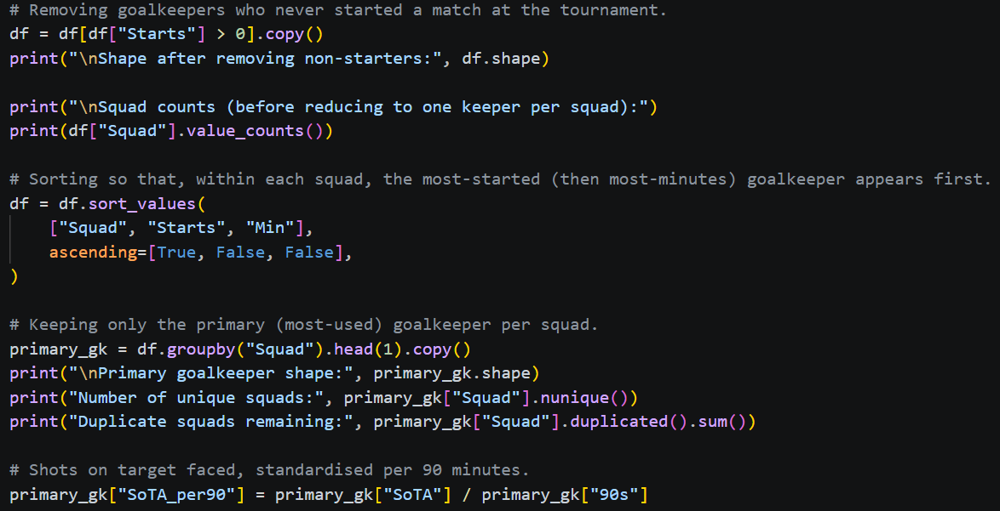 # Removing goalkeepers who never started a match at the tournament.
df = df[df["Starts"] > 0].copy()
print("\nShape after removing non-starters:", df.shape)

print("\nSquad counts (before reducing to one keeper per squad):")
print(df["Squad"].value_counts())

# Sorting so that, within each squad, the most-started (then most-minutes) goalkeeper appears first.
df = df.sort_values(
    ["Squad", "Starts", "Min"],
    ascending=[True, False, False],
)

# Keeping only the primary (most-used) goalkeeper per squad.
primary_gk = df.groupby("Squad").head(1).copy()
print("\nPrimary goalkeeper shape:", primary_gk.shape)
print("Number of unique squads:", primary_gk["Squad"].nunique())
print("Duplicate squads remaining:", primary_gk["Squad"].duplicated().sum())

# Shots on target faced, standardised per 90 minutes.
primary_gk["SoTA_per90"] = primary_gk["SoTA"] / primary_gk["90s"]